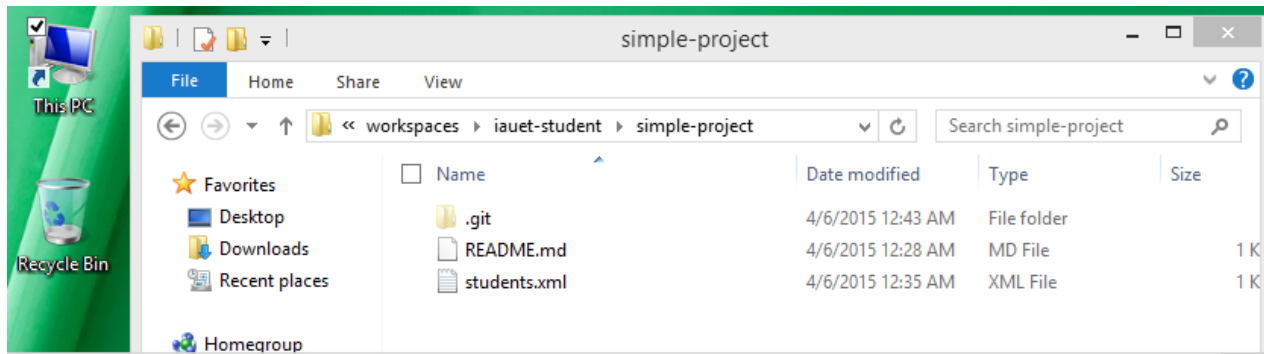 simple-project
File Home Share View
This PC
« workspaces iauet-student simple-project
Search simple-project
Name Date modified Type Size
Favorites
Desktop
.git 4/6/2015 12:43 AM File folder
Downloads
README.md 4/6/2015 12:28 AM MD File 1 K
Recycle Bin
Recent places
students.xml 4/6/2015 12:35 AM XML File 1 K
Homegroup